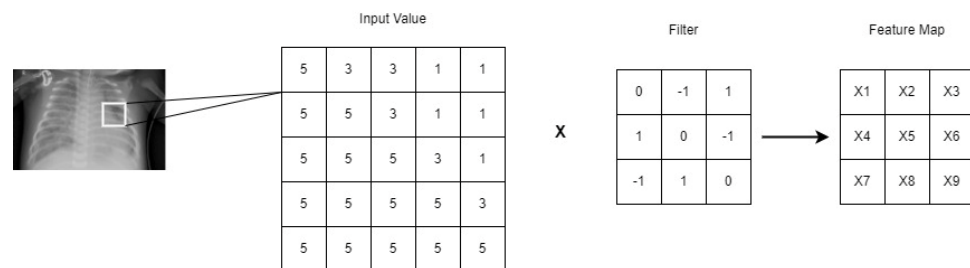 Input Value
Filter
Feature Map
5 3 3 1 1
5 5 3 1 1
5 5 5 3 1
5 5 5 5 3
5 5 5 5 5
X
0 -1 1
1 0 -1
-1 1 0
X1 X2 X3
X4 X5 X6
X7 X8 X9